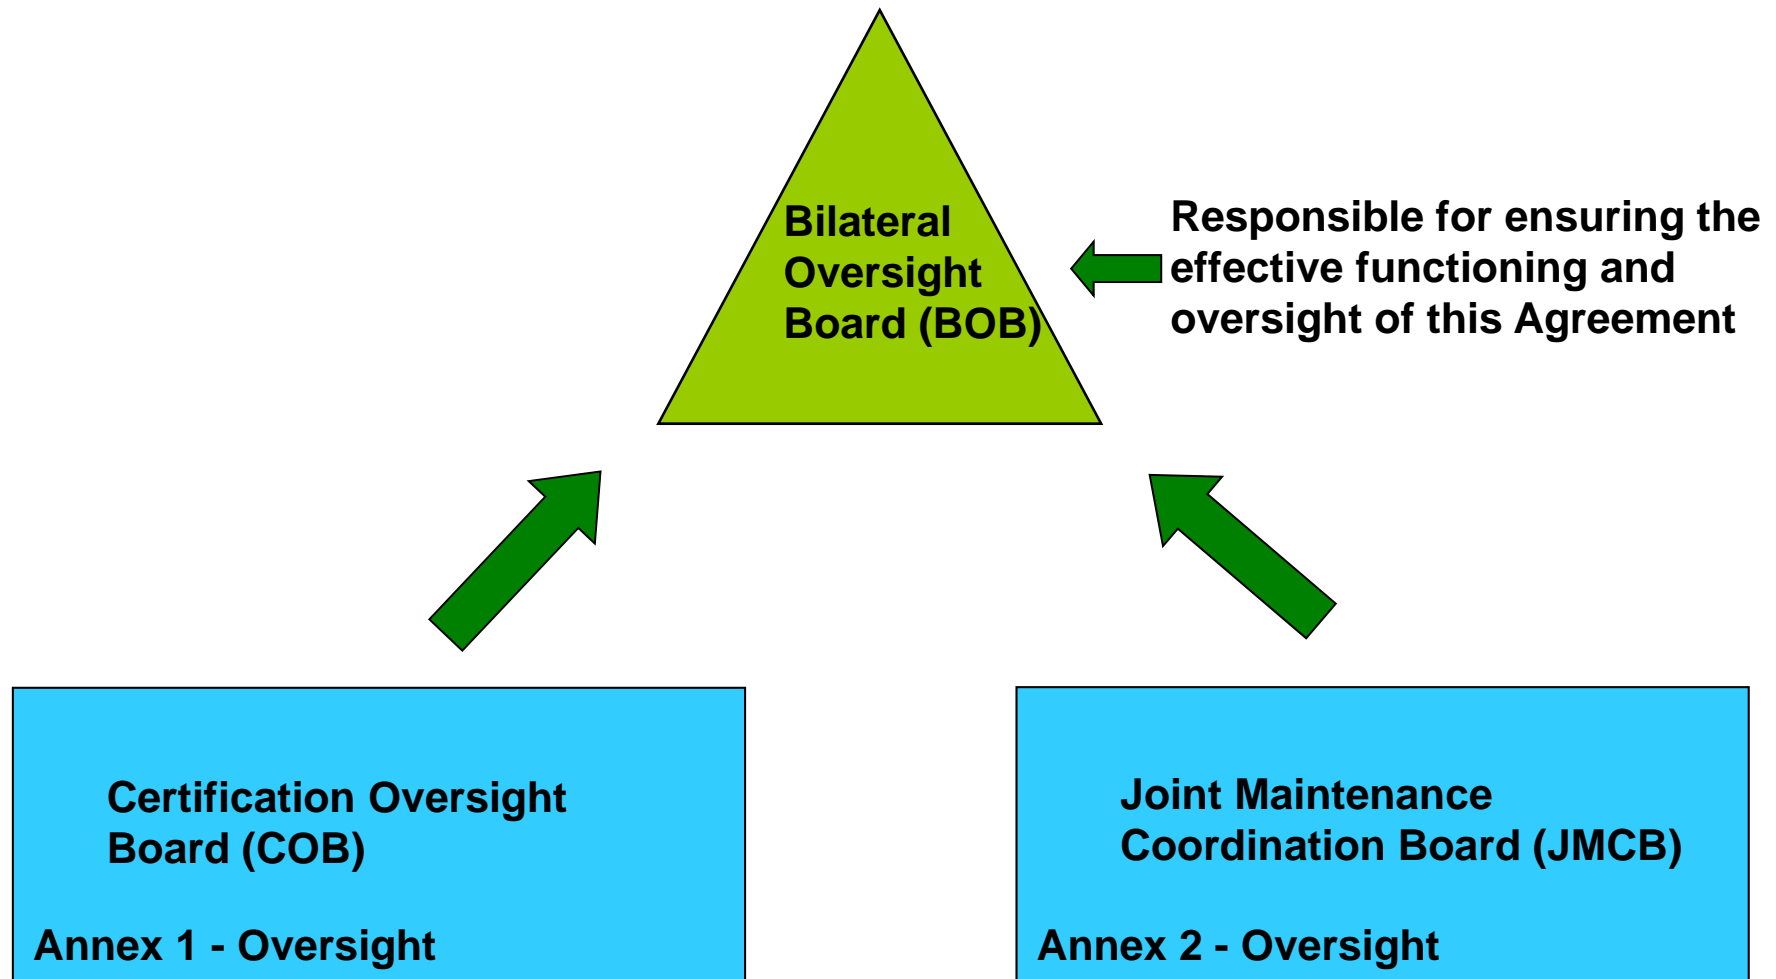 Bilateral
Oversight
Board (BOB)
Responsible for ensuring the
effective functioning and
oversight of this Agreement
Certification Oversight
Board (COB)
Annex 1 - Oversight
Joint Maintenance
Coordination Board (JMCB)
Annex 2 - Oversight